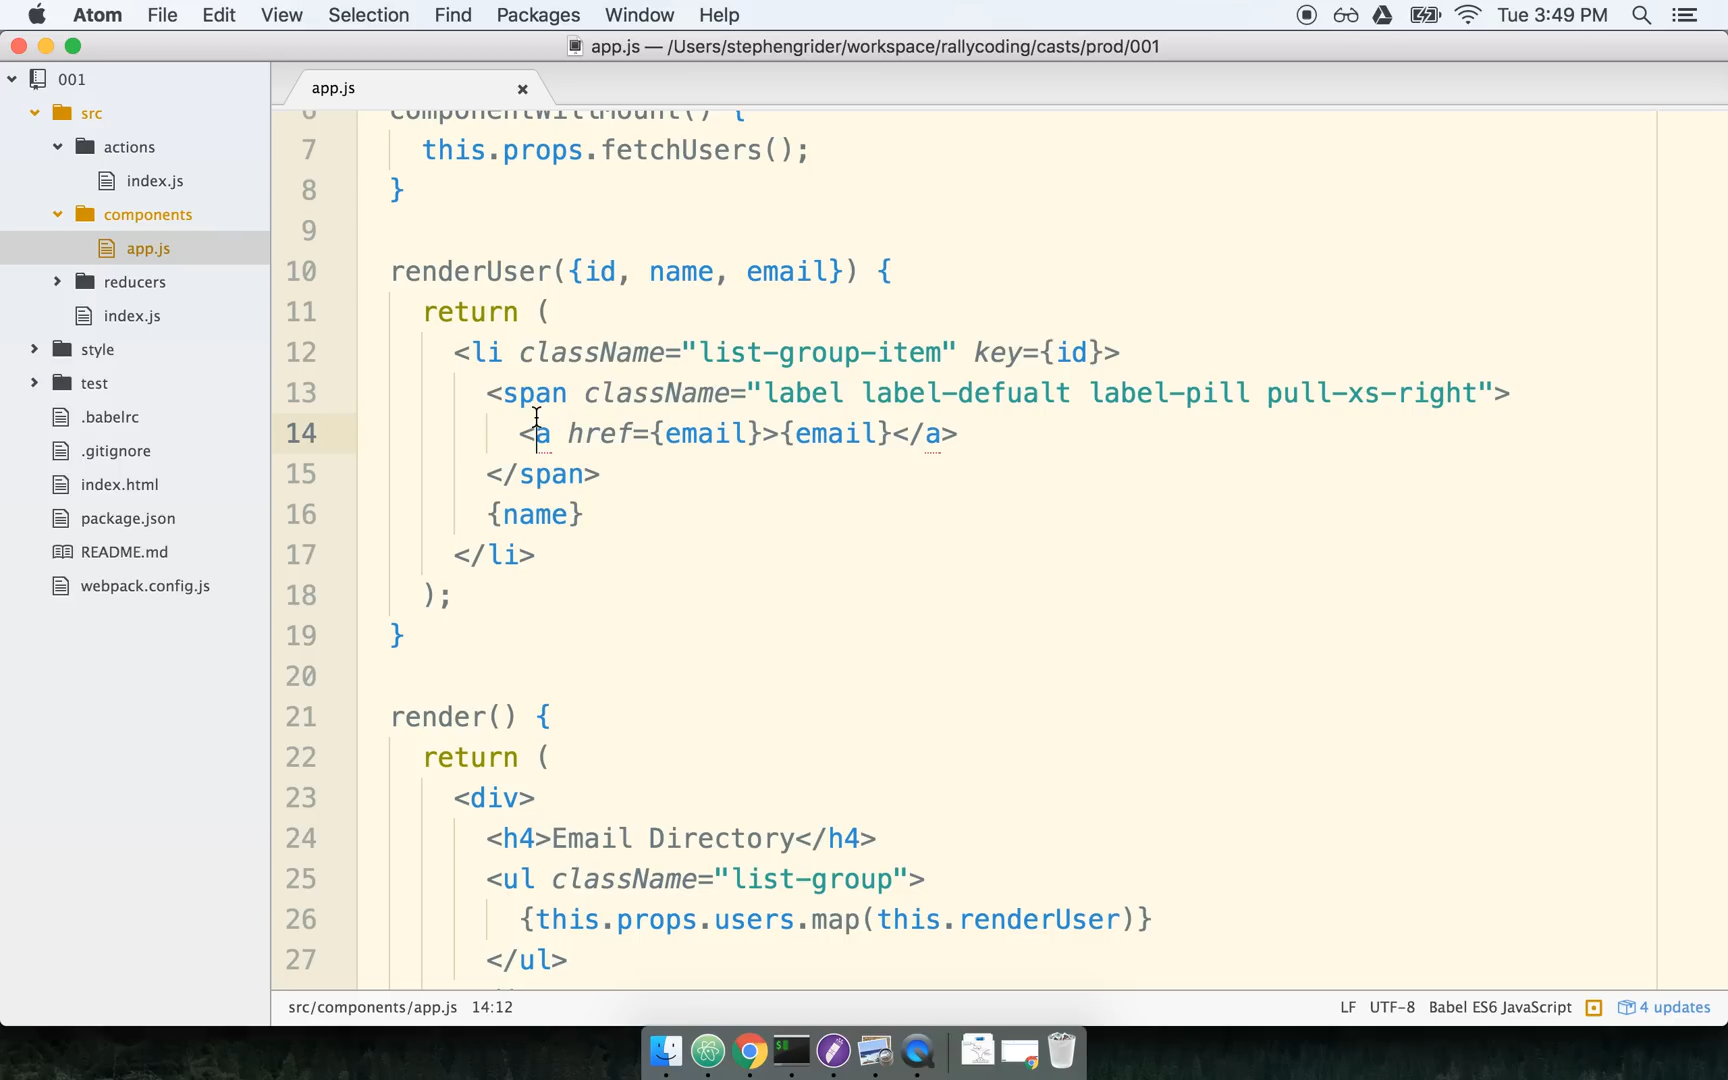 Atom File Edit View Selection Find Packages Window Help Tue 3:49 PM
app.js — /Users/stephengrider/workspace/rallycoding/casts/prod/001
001
src
actions
index.js
components
app.js
reducers
index.js
style
test
.babelrc
.gitignore
index.html
package.json
README.md
webpack.config.js
app.js
6 componentWillMount() {
7 this.props.fetchUsers();
8 }
9
10 renderUser({id, name, email}) {
11 return (
12 <li className="list-group-item" key={id}>
13 <span className="label label-defualt label-pill pull-xs-right">
14 <a href={email}>{email}</a>
15 </span>
16 {name}
17 </li>
18 );
19 }
20
21 render() {
22 return (
23 <div>
24 <h4>Email Directory</h4>
25 <ul className="list-group">
26 {this.props.users.map(this.renderUser)}
27 </ul>
src/components/app.js 14:12 LF UTF-8 Babel ES6 JavaScript 4 updates